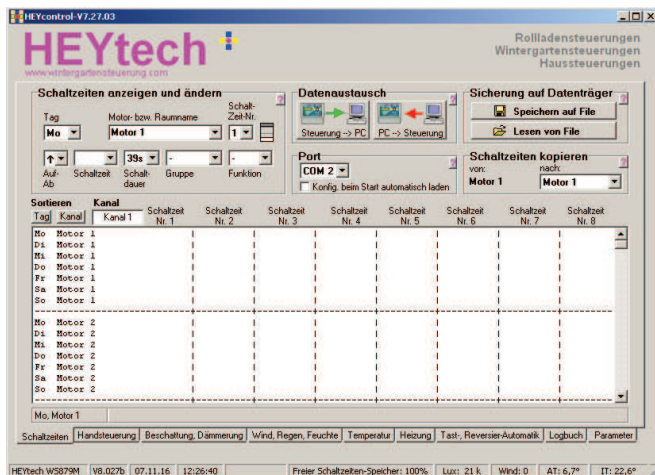 HEYcontrol-V7.27.03
HEYtech
www.wintergartensteuerung.com
Rollladensteuerungen
Wintergartensteuerungen
Haussteuerungen
Schaltzeiten anzeigen und ändern
Tag
Motor- bzw. Raumname
Schalt-Zeit-Nr.
Mo
Motor 1
1
39s
-
-
Auf-Ab
Schaltzeit
Schalt-dauer
Gruppe
Funktion
Datenaustausch
Steuerung --> PC
PC --> Steuerung
Port
COM 2
Konfig. beim Start automatisch laden
Sicherung auf Datenträger
Speichern auf File
Lesen von File
Schaltzeiten kopieren
von:
nach:
Motor 1
Motor 1
Sortieren
Kanal
Tag
Kanal
Kanal 1
Schaltzeit Nr. 1
Schaltzeit Nr. 2
Schaltzeit Nr. 3
Schaltzeit Nr. 4
Schaltzeit Nr. 5
Schaltzeit Nr. 6
Schaltzeit Nr. 7
Schaltzeit Nr. 8
Mo Motor 1
Di Motor 1
Mi Motor 1
Do Motor 1
Fr Motor 1
Sa Motor 1
So Motor 1
Mo Motor 2
Di Motor 2
Mi Motor 2
Do Motor 2
Fr Motor 2
Sa Motor 2
So Motor 2
Mo, Motor 1
Schaltzeiten
Handsteuerung
Beschattung, Dämmerung
Wind, Regen, Feuchte
Temperatur
Heizung
Tast-, Reversier-Automatik
Logbuch
Parameter
HEYtech WS879M
V8.027b
07.11.16
12:26:40
Freier Schaltzeiten-Speicher: 100%
Lux: 21 k
Wind: 0
AT: 6,7°
IT: 22,6°